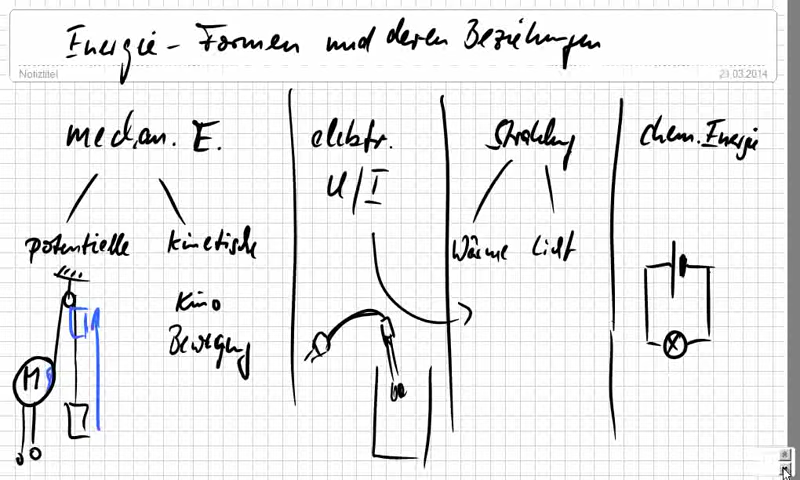 Energie - Formen und deren Beziehungen
Notiztitel
21.03.2014
mechan. E.
elektr.
U/I
Strahlung
chem. Energie
potentielle
kinetische
Wärme
Licht
Kino
Bewegung
M